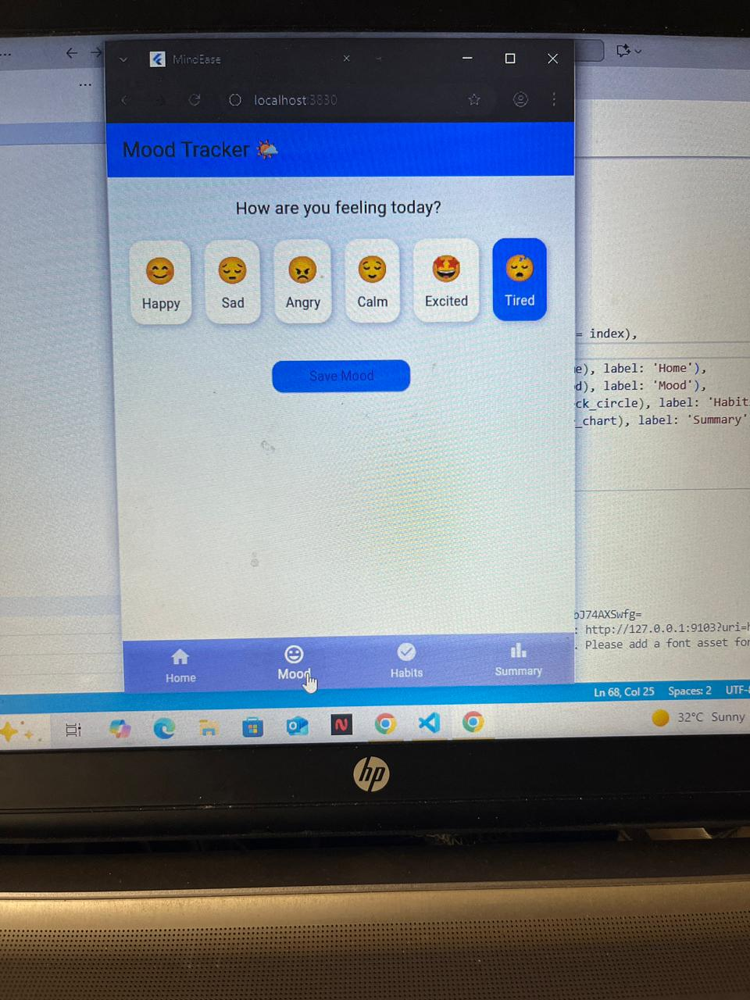 MindEase
localhost:3830
Mood Tracker
How are you feeling today?
Happy Sad Angry Calm Excited Tired
= index),
Save Mood
e), label: 'Home'),
d), label: 'Mood'),
ck_circle), label: 'Habit
_chart), label: 'Summary'
J74AXSwfg=
: http://127.0.0.1:9103?uri=h
. Please add a font asset for
Home Mood Habits Summary
Ln 68, Col 25 Spaces: 2 UTF-8
32°C Sunny
hp